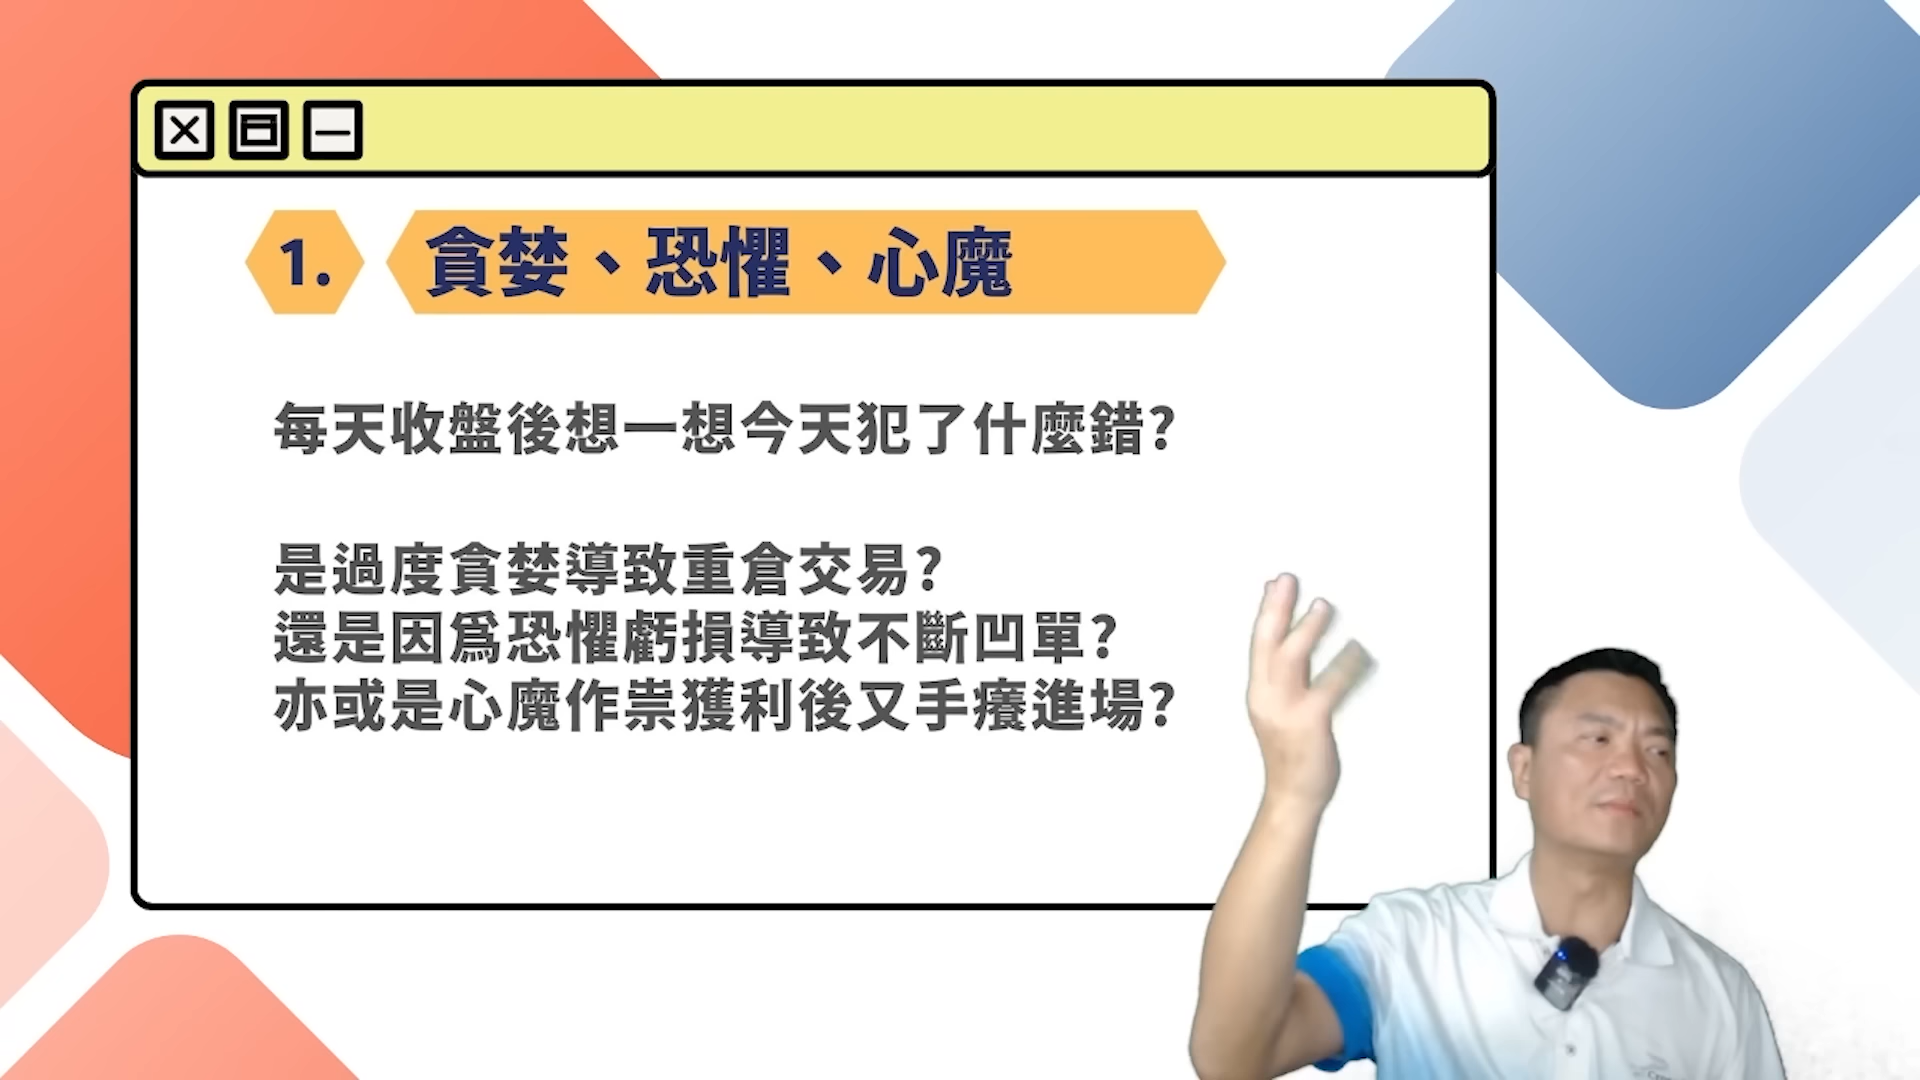 1. 貪婪、恐懼、心魔
每天收盤後想一想今天犯了什麼錯?
是過度貪婪導致重倉交易?
還是因爲恐懼虧損導致不斷凹單?
亦或是心魔作祟獲利後又手癢進場?